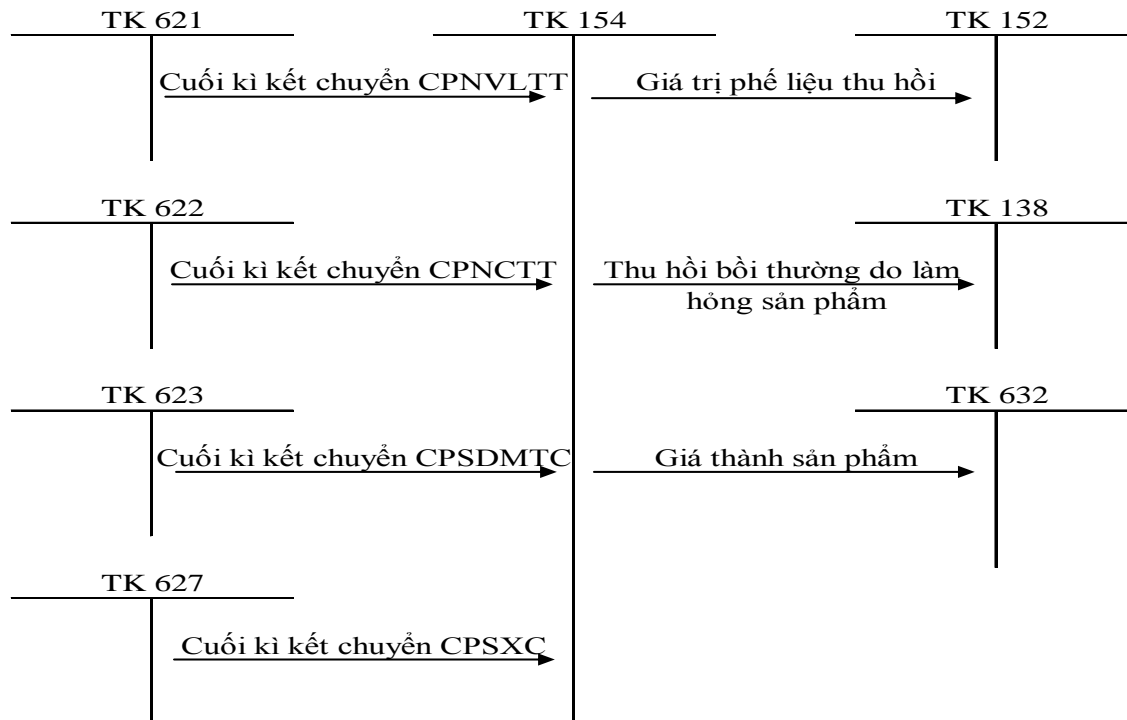 TK 621
TK 154
TK 152
Cuối kì kết chuyển CPNVLTT
Giá trị phế liệu thu hồi
TK 622
TK 138
Cuối kì kết chuyển CPNCTT
Thu hồi bồi thường do làm
hỏng sản phẩm
TK 623
TK 632
Cuối kì kết chuyển CPSDMTC
Giá thành sản phẩm
TK 627
Cuối kì kết chuyển CPSXC